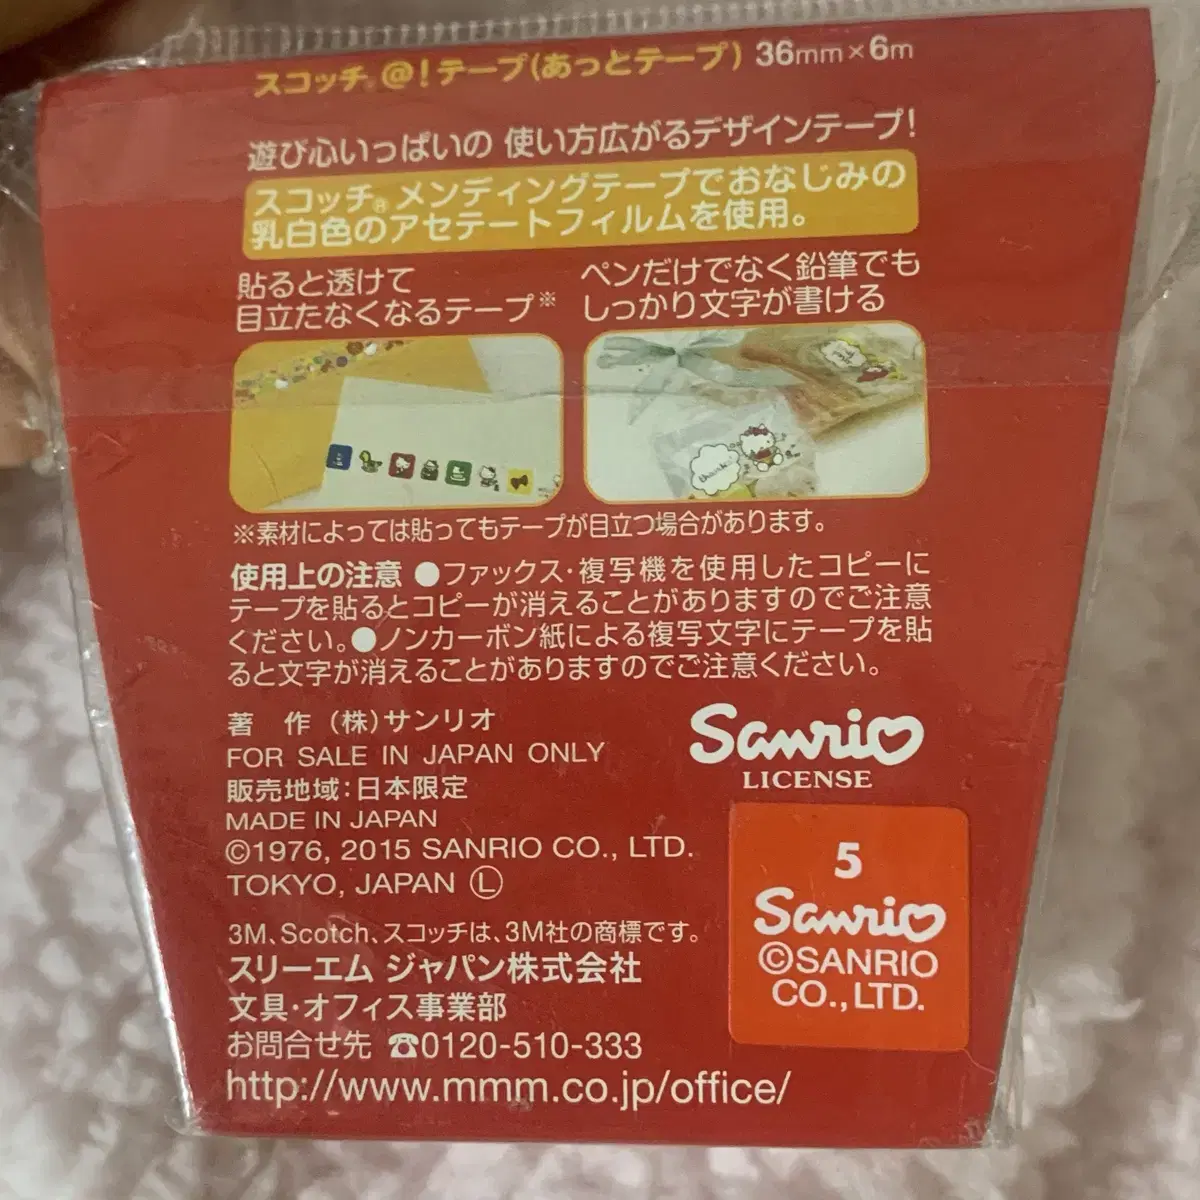 スコッチ® @!テープ(あっとテープ) 36mm×6m
遊び心いっぱいの 使い方広がるデザインテープ!
スコッチ® メンディングテープでおなじみの
乳白色のアセテートフィルムを使用。
貼ると透けて
目立たなくなるテープ※
ペンだけでなく鉛筆でも
しっかり文字が書ける
※素材によっては貼ってもテープが目立つ場合があります。
使用上の注意 ●ファックス・複写機を使用したコピーに
テープを貼るとコピーが消えることがありますのでご注意
ください。●ノンカーボン紙による複写文字にテープを貼
ると文字が消えることがありますのでご注意ください。
著 作 (株)サンリオ
FOR SALE IN JAPAN ONLY
販売地域:日本限定
MADE IN JAPAN
©1976, 2015 SANRIO CO., LTD.
TOKYO, JAPAN Ⓛ
Sanrio
LICENSE
5
Sanrio
©SANRIO
CO.,LTD.
3M、Scotch、スコッチは、3M社の商標です。
スリーエム ジャパン株式会社
文具・オフィス事業部
お問合せ先 ☎0120-510-333
http://www.mmm.co.jp/office/